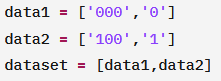 data1 = ['000','0']
data2 = ['100','1']
dataset = [data1,data2]